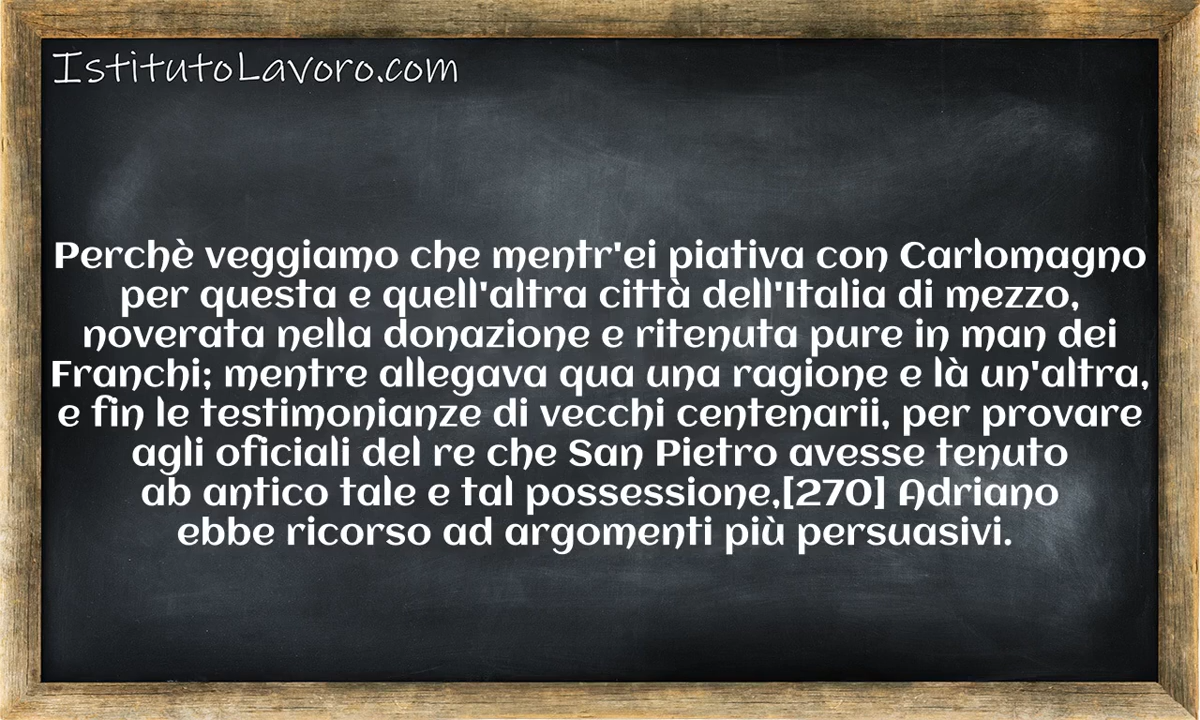 IstitutoLavoro.com
Perchè veggiamo che mentr'ei piativa con Carlomagno
per questa e quell'altra città dell'Italia di mezzo,
noverata nella donazione e ritenuta pure in man dei
Franchi; mentre allegava qua una ragione e là un'altra,
e fin le testimonianze di vecchi centenarii, per provare
agli oficiali del re che San Pietro avesse tenuto
ab antico tale e tal possessione,[270] Adriano
ebbe ricorso ad argomenti più persuasivi.